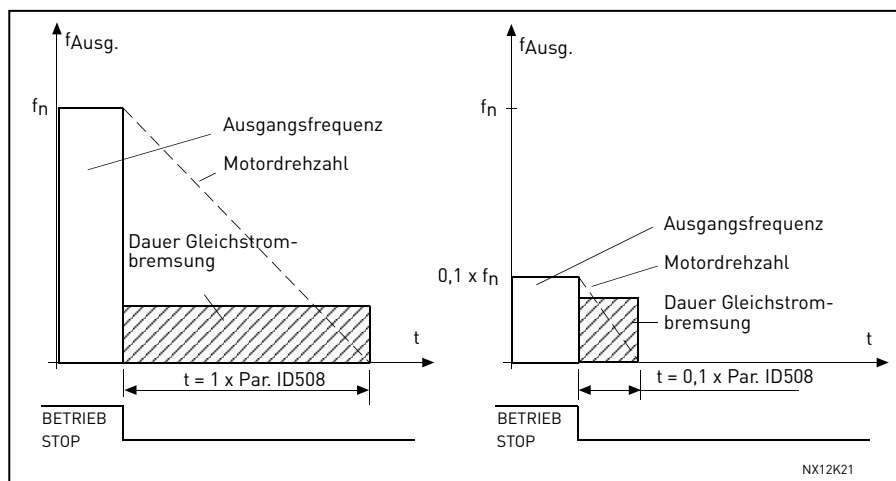 fAusg.
fn
Ausgangsfrequenz
Motordrehzahl
Dauer Gleichstrom-
bremsung
t
t = 1 x Par. ID508
BETRIEB
STOP
fAusg.
fn
Ausgangsfrequenz
0,1 x fn
Motordrehzahl
Dauer Gleichstrom-
bremsung
t
t = 0,1 x Par. ID508
BETRIEB
STOP
NX12K21